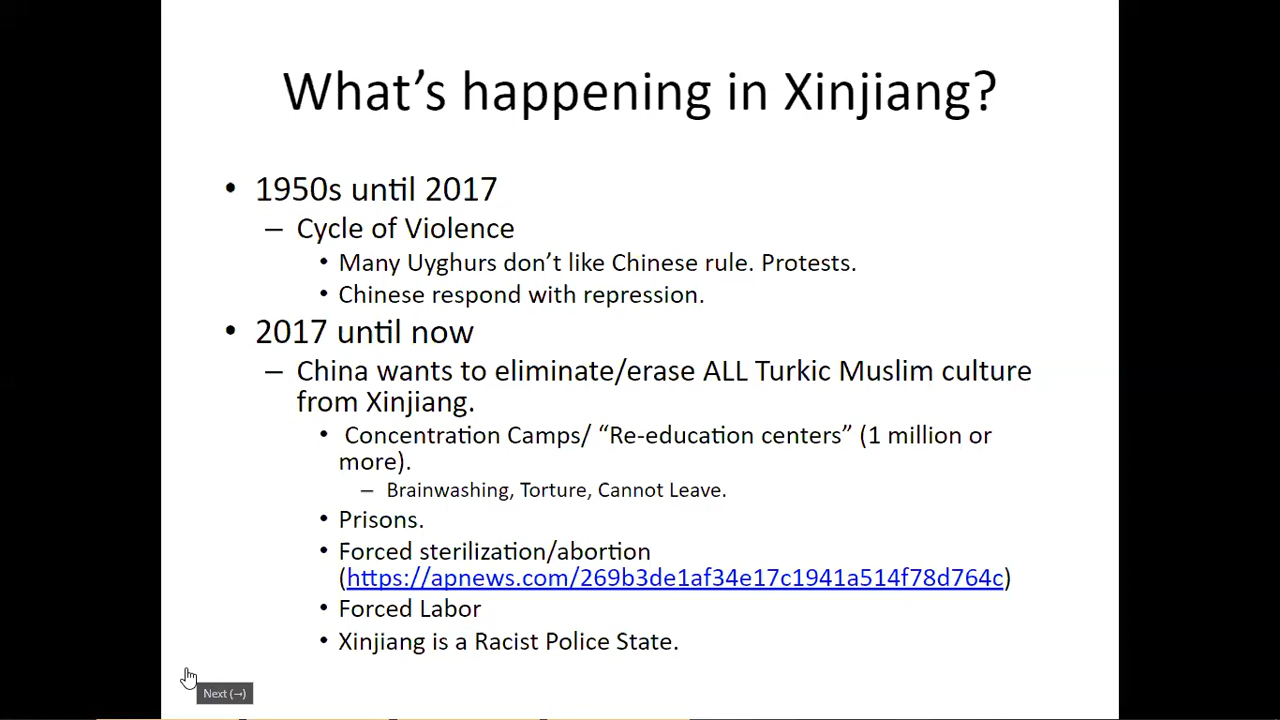 What’s happening in Xinjiang?
• 1950s until 2017
– Cycle of Violence
• Many Uyghurs don’t like Chinese rule. Protests.
• Chinese respond with repression.
• 2017 until now
– China wants to eliminate/erase ALL Turkic Muslim culture
from Xinjiang.
• Concentration Camps/ “Re-education centers” (1 million or
more).
– Brainwashing, Torture, Cannot Leave.
• Prisons.
• Forced sterilization/abortion
(https://apnews.com/269b3de1af34e17c1941a514f78d764c)
• Forced Labor
• Xinjiang is a Racist Police State.
Next (→)